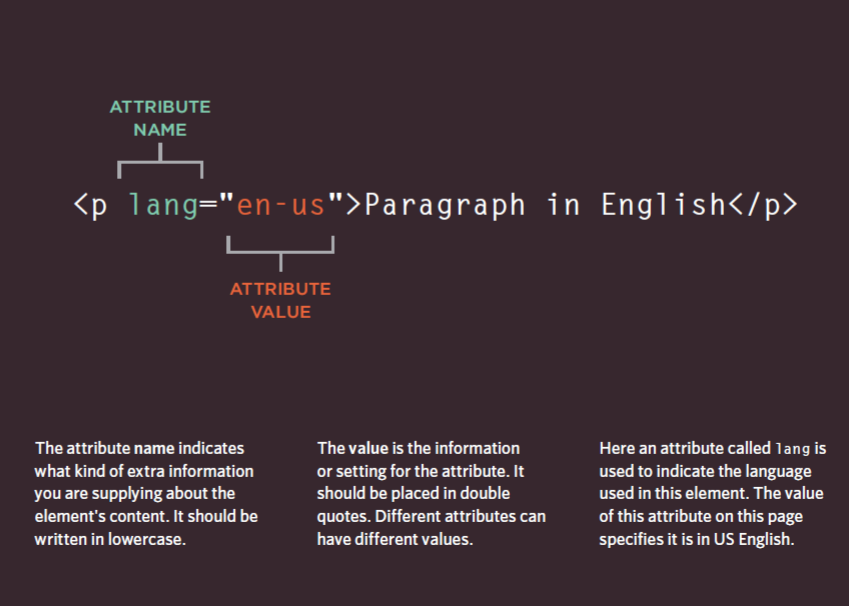 ATTRIBUTE
NAME
<p lang="en-us">Paragraph in English</p>
ATTRIBUTE
VALUE
The attribute name indicates
what kind of extra information
you are supplying about the
element's content. It should be
written in lowercase.
The value is the information
or setting for the attribute. It
should be placed in double
quotes. Different attributes can
have different values.
Here an attribute called lang is
used to indicate the language
used in this element. The value
of this attribute on this page
specifies it is in US English.